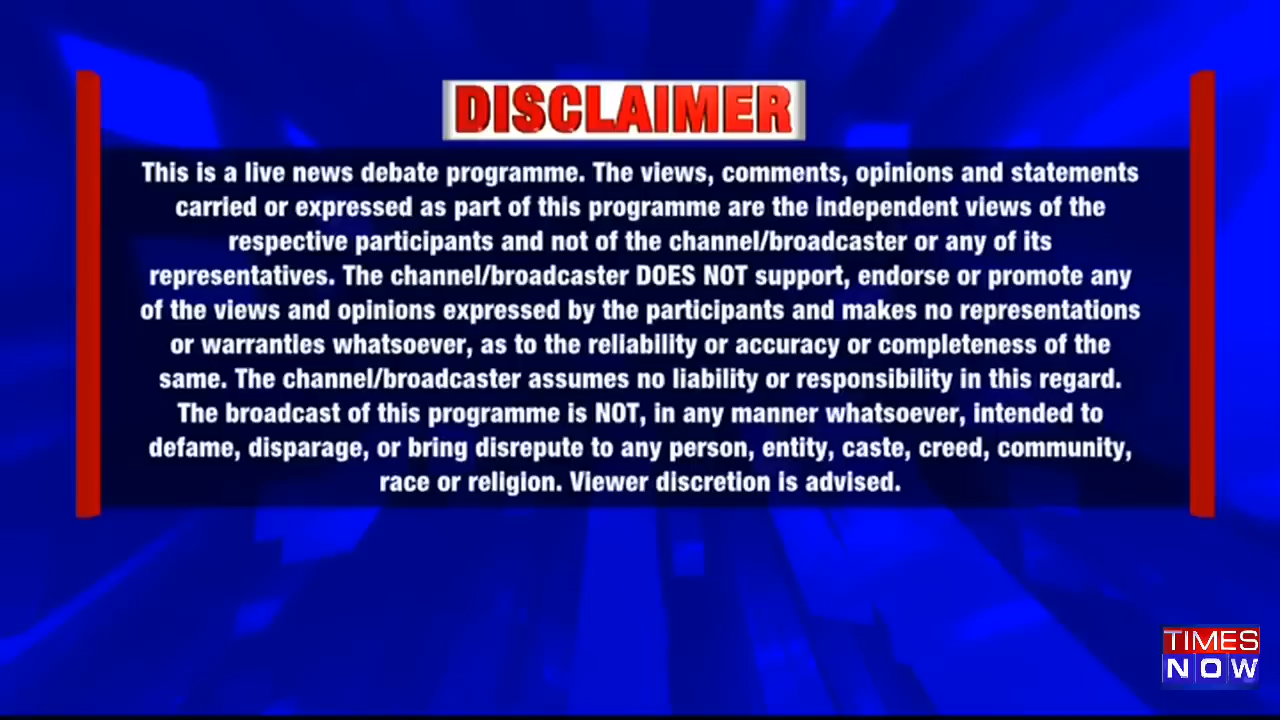 DISCLAIMER
This is a live news debate programme. The views, comments, opinions and statements
carried or expressed as part of this programme are the independent views of the
respective participants and not of the channel/broadcaster or any of its
representatives. The channel/broadcaster DOES NOT support, endorse or promote any
of the views and opinions expressed by the participants and makes no representations
or warranties whatsoever, as to the reliability or accuracy or completeness of the
same. The channel/broadcaster assumes no liability or responsibility in this regard.
The broadcast of this programme is NOT, in any manner whatsoever, intended to
defame, disparage, or bring disrepute to any person, entity, caste, creed, community,
race or religion. Viewer discretion is advised.
TIMES
NOW